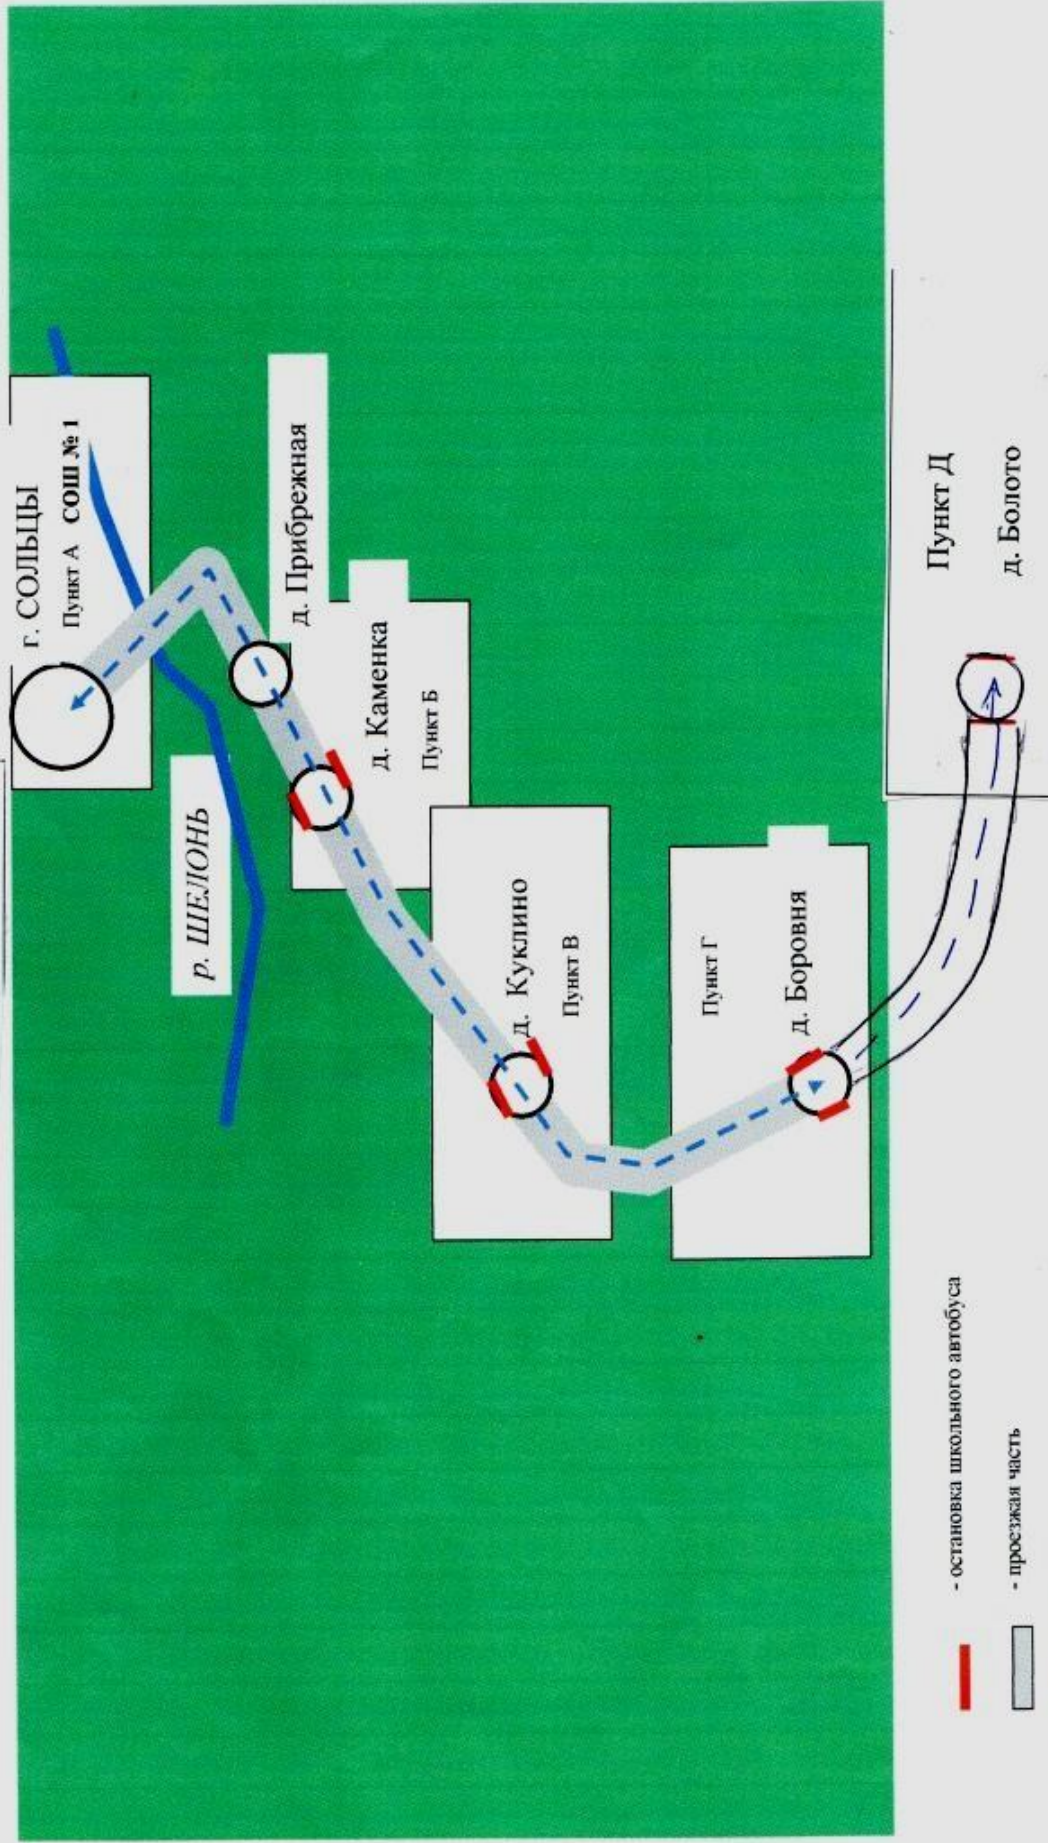 г. СОЛЬЦЫ
Пункт А СОШ № 1
р. ШЕЛОНЬ
д. Прибрежная
д. Каменка
Пункт Б
д. Куклино
Пункт В
Пункт Г
д. Боровня
Пункт Д
д. Болото
- остановка школьного автобуса
- проезжая часть